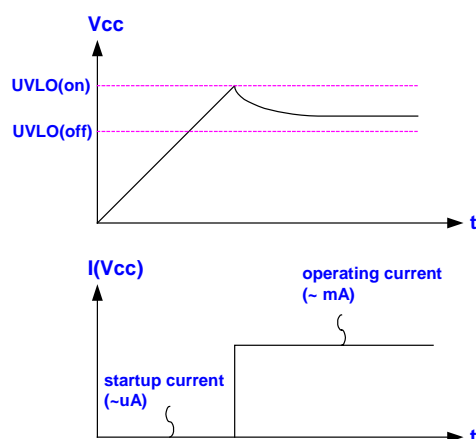 Vcc
UVLO(on)
UVLO(off)
t
I(Vcc)
operating current
(~ mA)
startup current
(~uA)
t